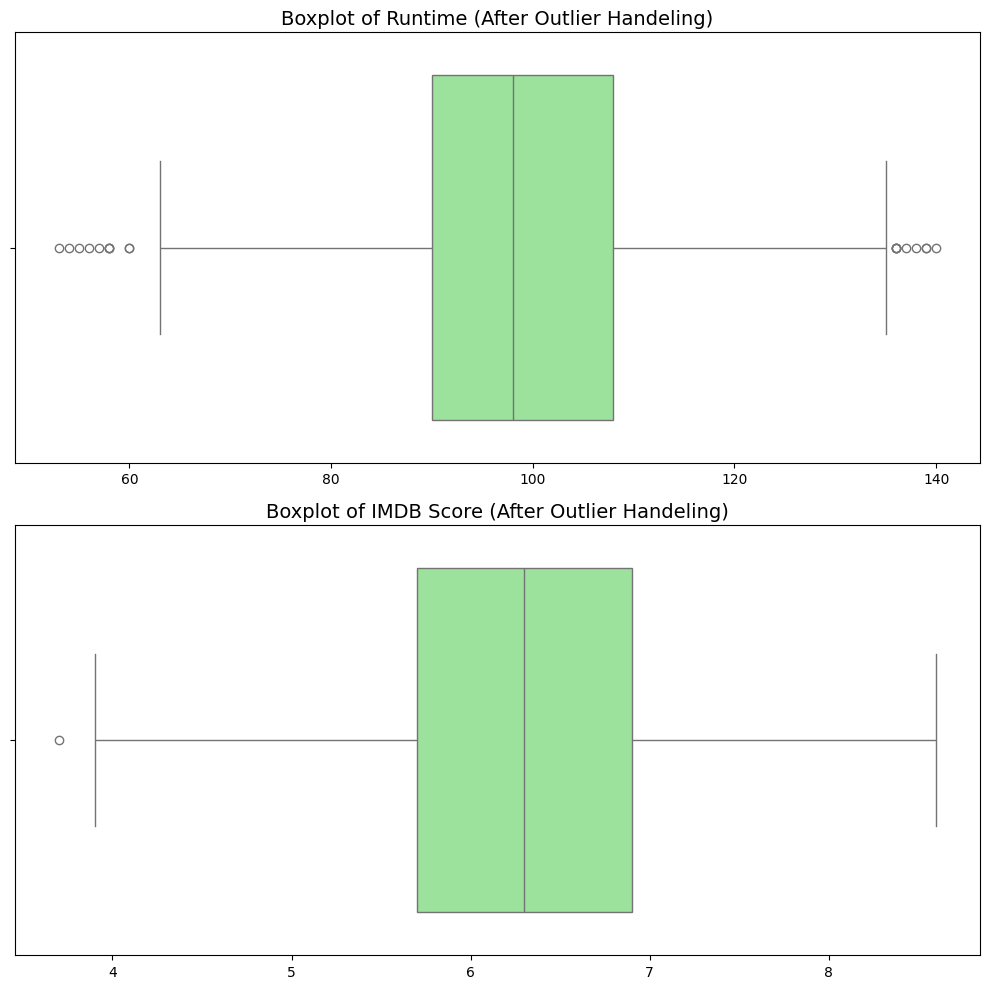 Boxplot of Runtime (After Outlier Handeling)
60 80 100 120 140
Boxplot of IMDB Score (After Outlier Handeling)
4 5 6 7 8